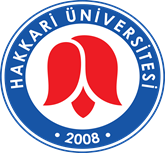 HAKKARİ ÜNİVERSİTESİ
• 2008 •